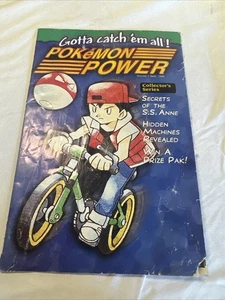 Gotta catch 'em all!
POKéMON
POWER
Collector's
Series
SECRETS
OF THE
S.S. ANNE
HIDDEN
MACHINES
REVEALED
WIN A
PRIZE PAK!